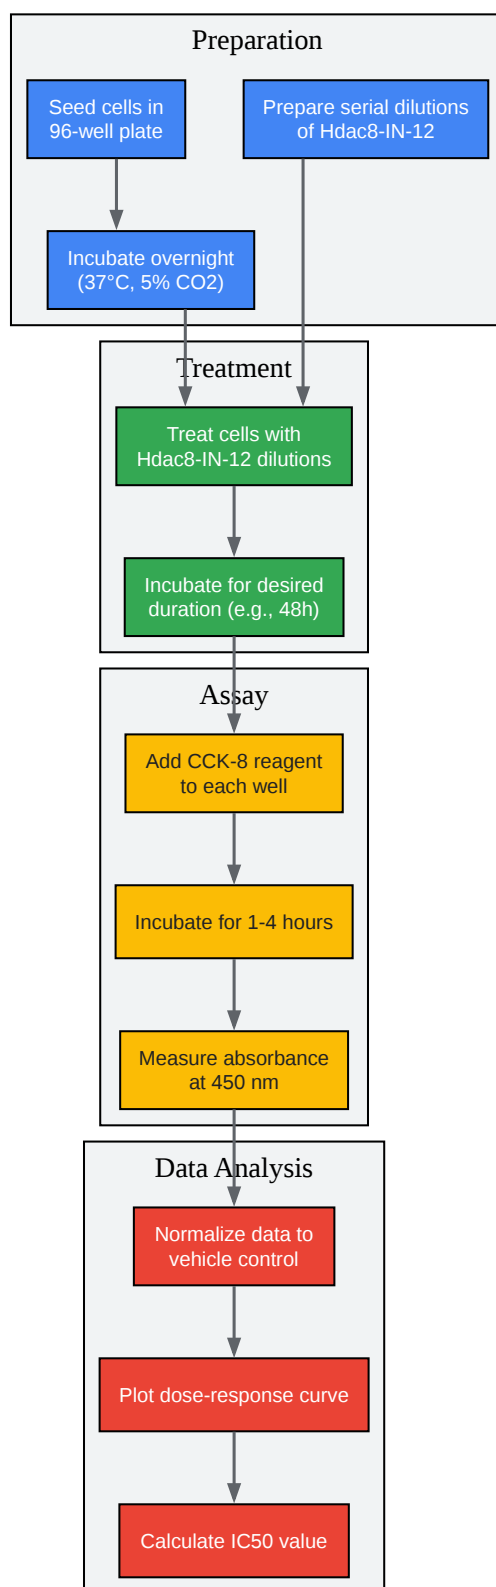 Preparation
Seed cells in
96-well plate
Prepare serial dilutions
of Hdac8-IN-12
Incubate overnight
(37°C, 5% CO2)
Treatment
Treat cells with
Hdac8-IN-12 dilutions
Incubate for desired
duration (e.g., 48h)
Assay
Add CCK-8 reagent
to each well
Incubate for 1-4 hours
Measure absorbance
at 450 nm
Data Analysis
Normalize data to
vehicle control
Plot dose-response curve
Calculate IC50 value